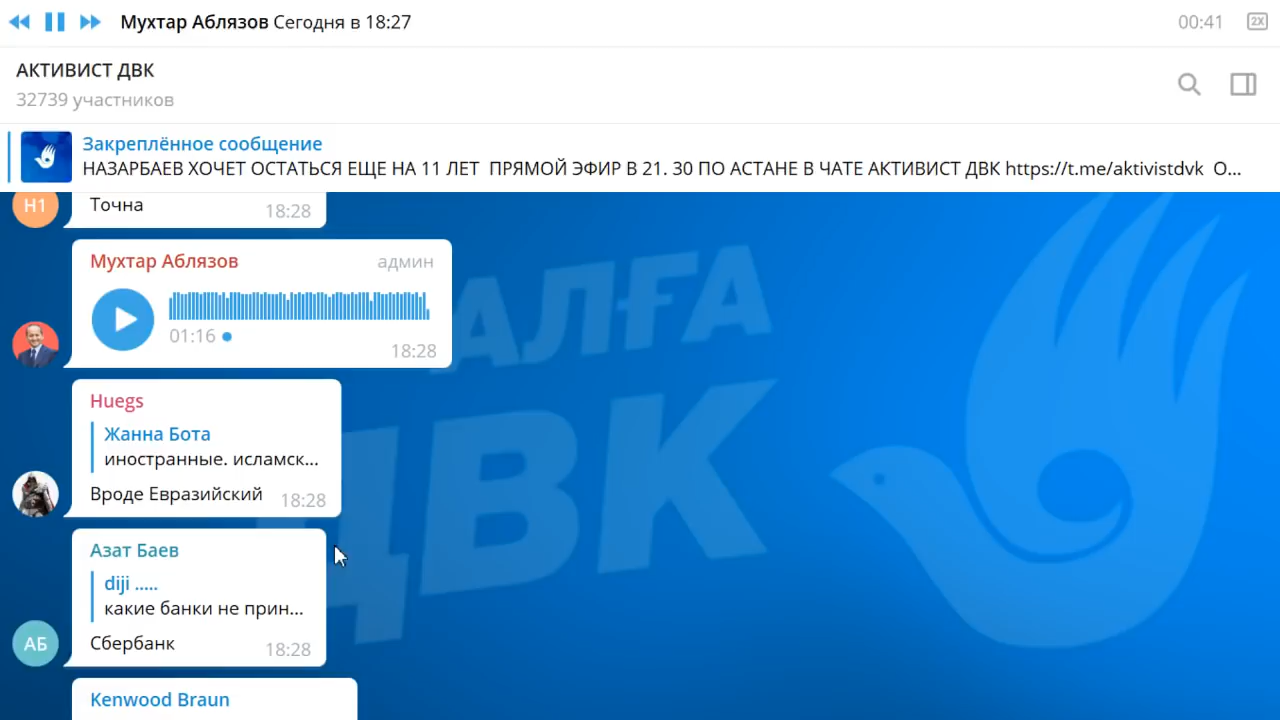 Мухтар Аблязов Сегодня в 18:27
00:41
2X
АКТИВИСТ ДВК
32739 участников
Закреплённое сообщение
НАЗАРБАЕВ ХОЧЕТ ОСТАТЬСЯ ЕЩЕ НА 11 ЛЕТ ПРЯМОЙ ЭФИР В 21. 30 ПО АСТАНЕ В ЧАТЕ АКТИВИСТ ДВК https://t.me/aktivistdvk О...
Н1
Точна
18:28
Мухтар Аблязов
админ
01:16
18:28
Huegs
Жанна Бота
иностранные. исламск...
Вроде Евразийский
18:28
Азат Баев
diji .....
какие банки не прин...
АБ
Сбербанк
18:28
Kenwood Braun
АЛҒА
ДВК